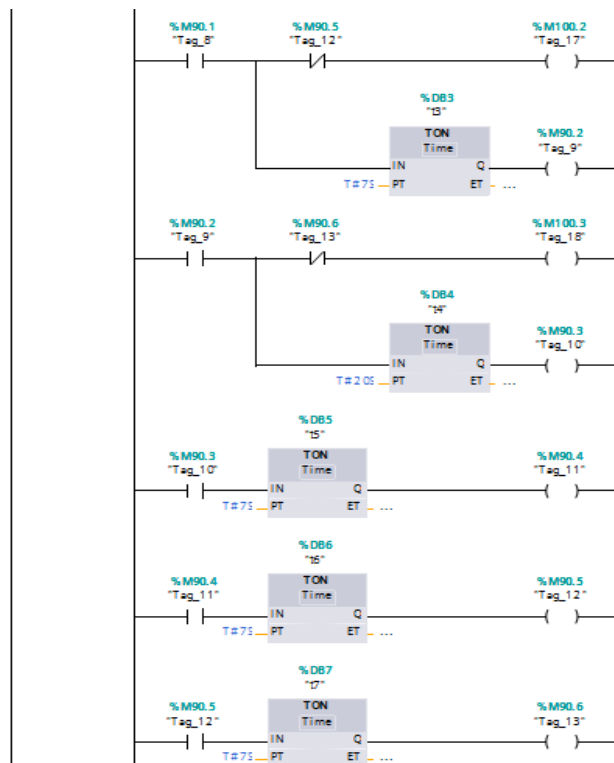 %M90.1 %M90.5 %M100.2
"Tag_8" "Tag_12" "Tag_17"
%DB3
"t3"
TON
Time
%M90.2
"Tag_9"
IN Q
T#7S PT ET ...
%M90.2 %M90.6 %M100.3
"Tag_9" "Tag_13" "Tag_18"
%DB4
"t4"
TON
Time
%M90.3
"Tag_10"
IN Q
T#20S PT ET ...
%DB5
"t5"
%M90.3 TON %M90.4
"Tag_10" Time "Tag_11"
IN Q
T#7S PT ET ...
%DB6
"t6"
%M90.4 TON %M90.5
"Tag_11" Time "Tag_12"
IN Q
T#7S PT ET ...
%DB7
"t7"
%M90.5 TON %M90.6
"Tag_12" Time "Tag_13"
IN Q
T#7S PT ET ...